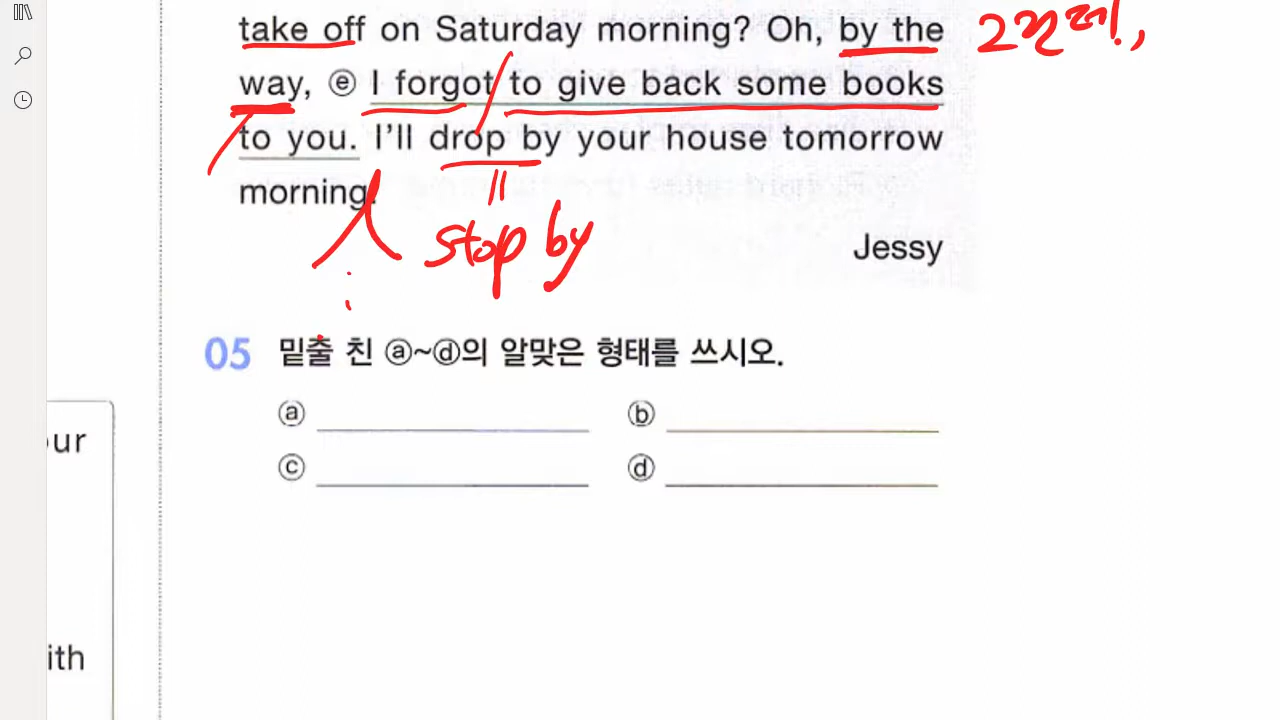 take off on Saturday morning? Oh, by the 그런데!,
way, ⓔ I forgot to give back some books
to you. I'll drop by your house tomorrow
morning.
stop by
Jessy
05 밑줄 친 ⓐ~ⓓ의 알맞은 형태를 쓰시오.
ⓐ ⓑ
our
ⓒ ⓓ
ith